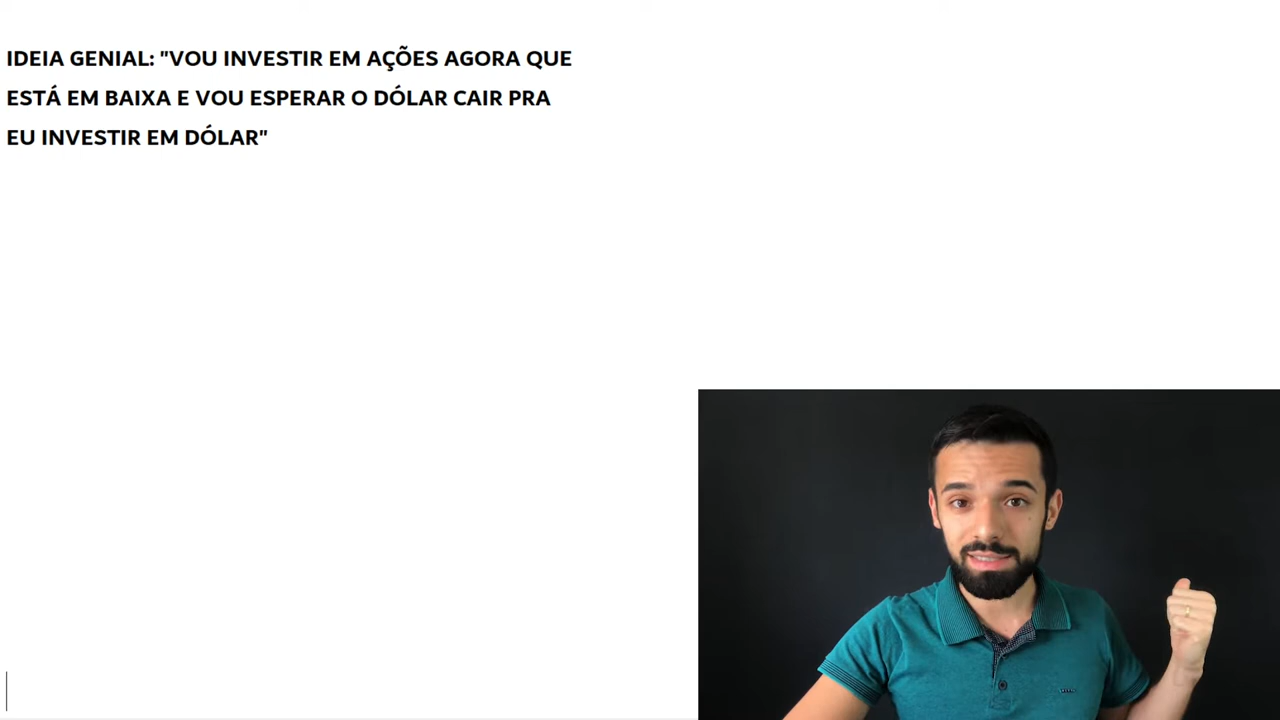 IDEIA GENIAL: "VOU INVESTIR EM AÇÕES AGORA QUE
ESTÁ EM BAIXA E VOU ESPERAR O DÓLAR CAIR PRA
EU INVESTIR EM DÓLAR"